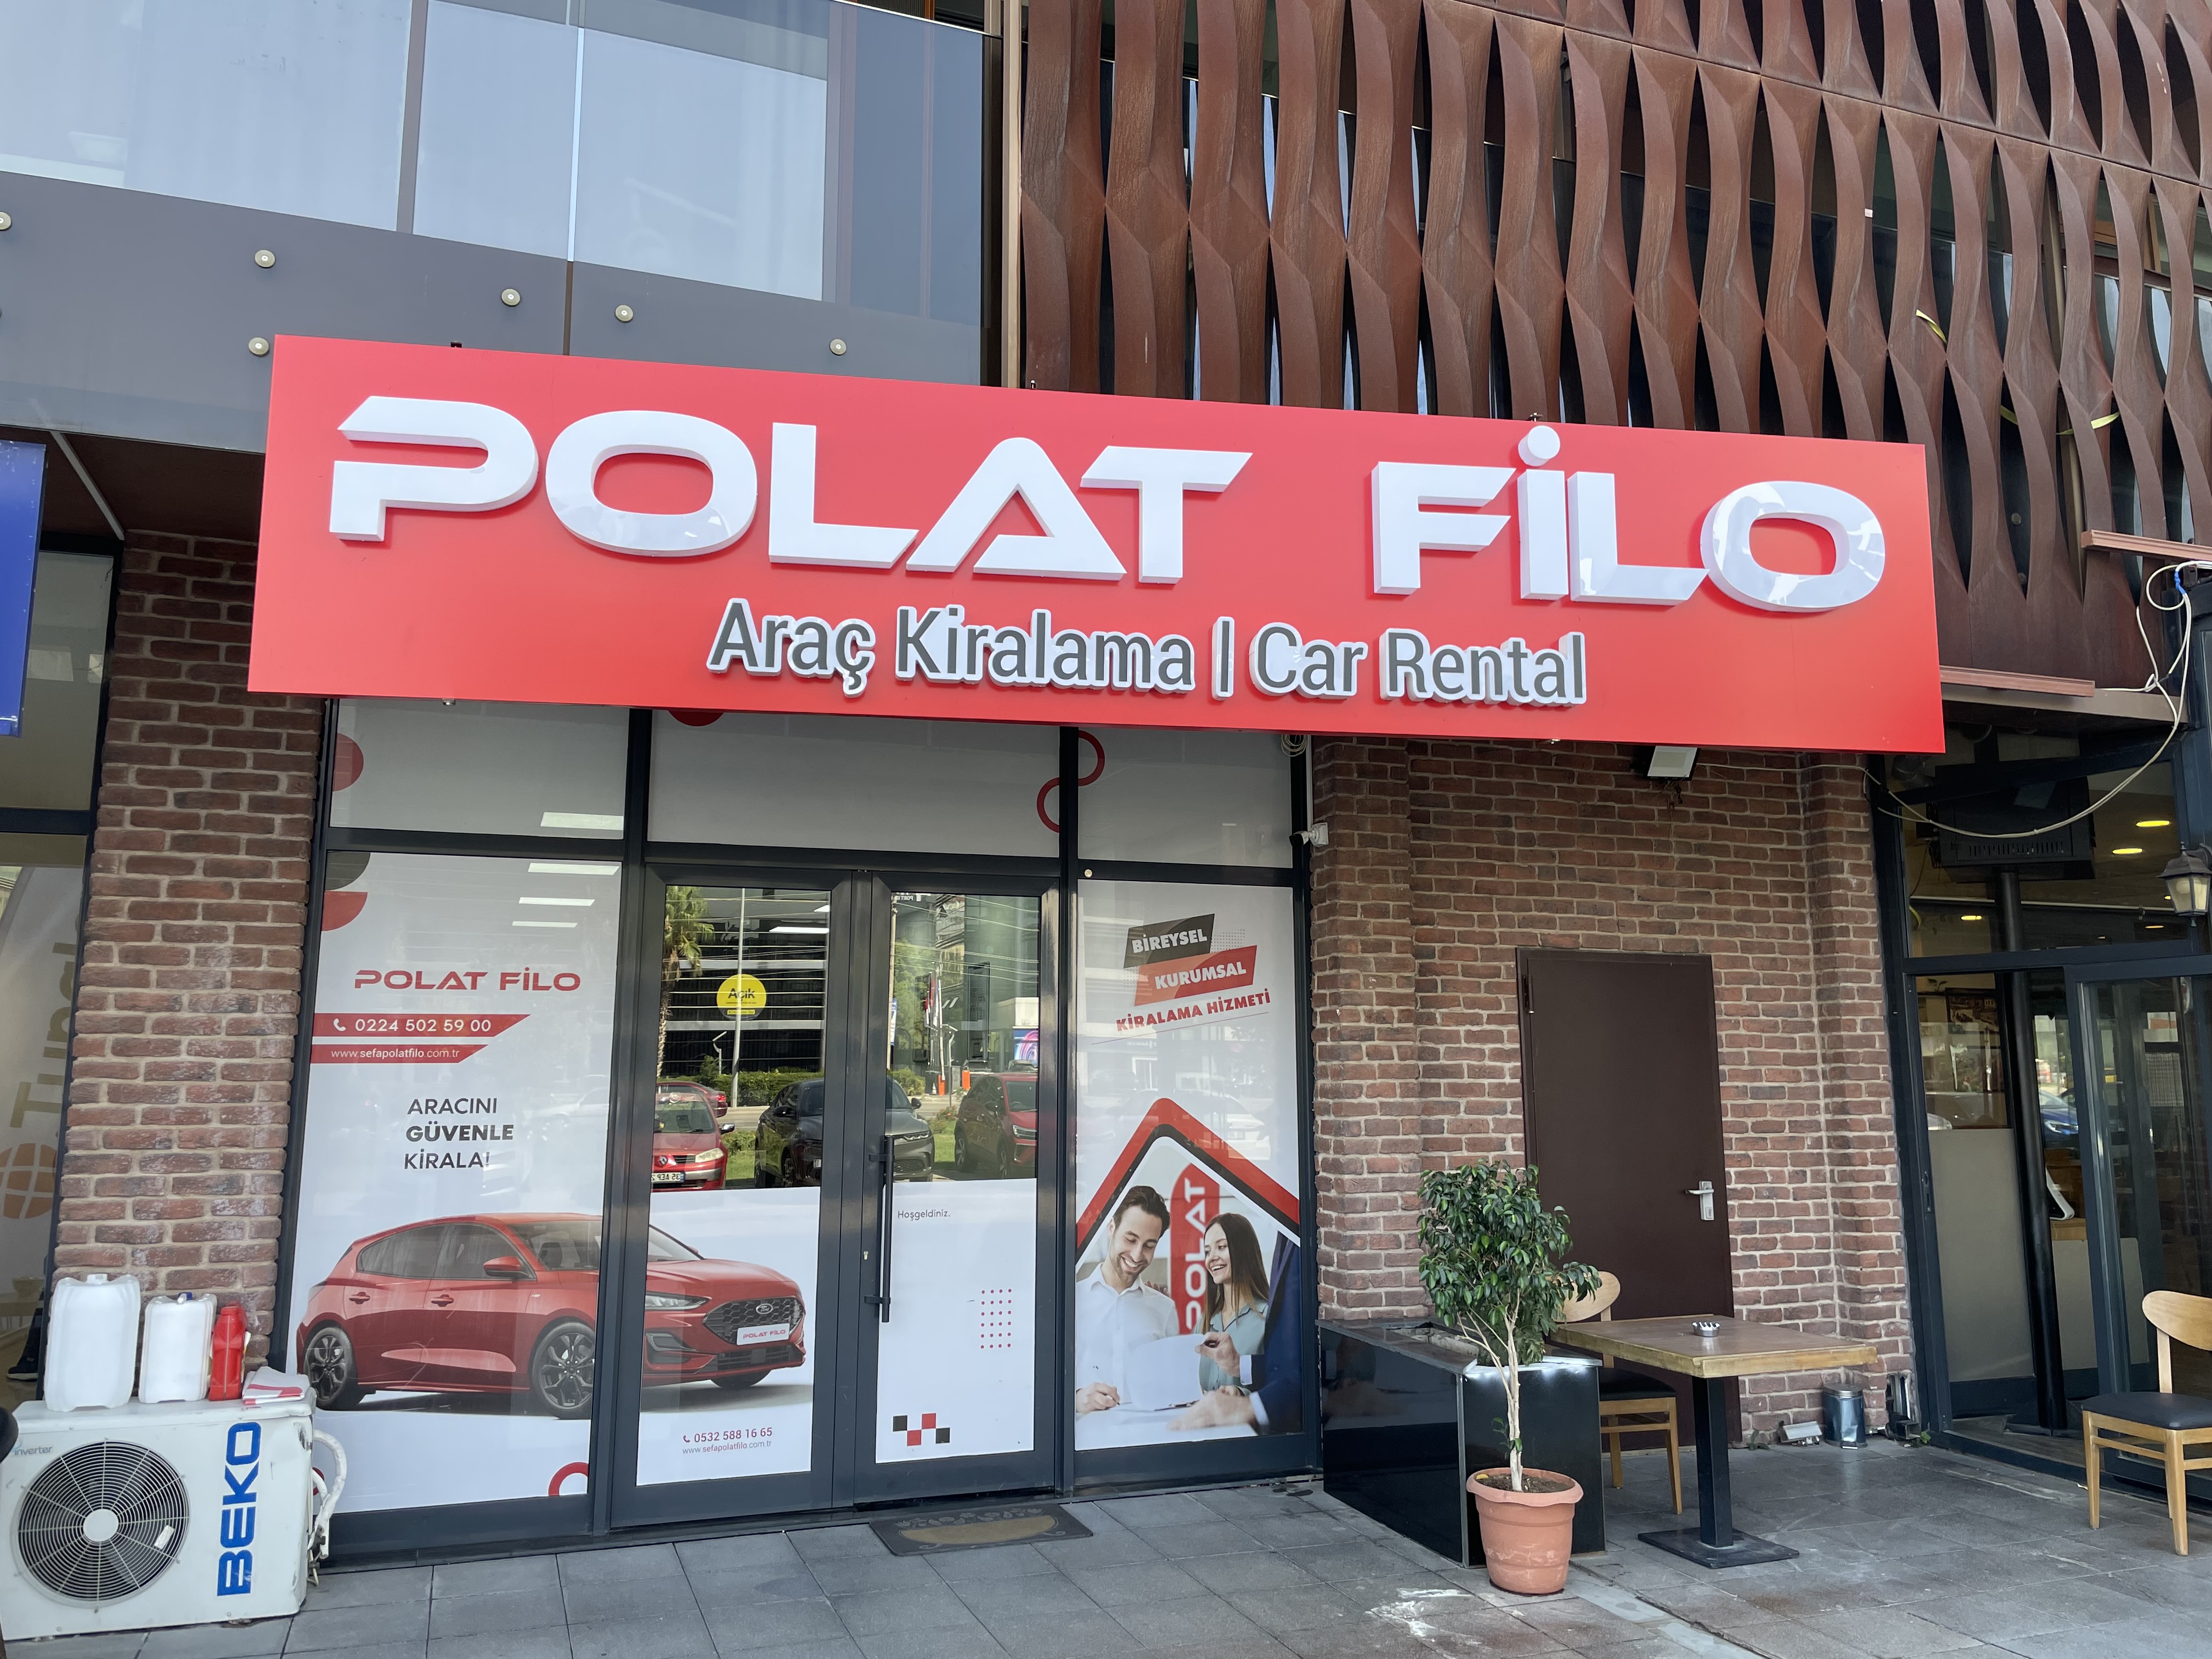 POLAT FİLO
Araç Kiralama | Car Rental
POLAT FİLO
0224 502 59 00
www.sefapolatfilo.com.tr
ARACINI
GÜVENLE
KİRALA!
POLAT FİLO
0532 588 16 65
www.sefapolatfilo.com.tr
Açık
Hoşgeldiniz.
BİREYSEL
KURUMSAL
KİRALAMA HİZMETİ
POLAT
inverter
BEKO